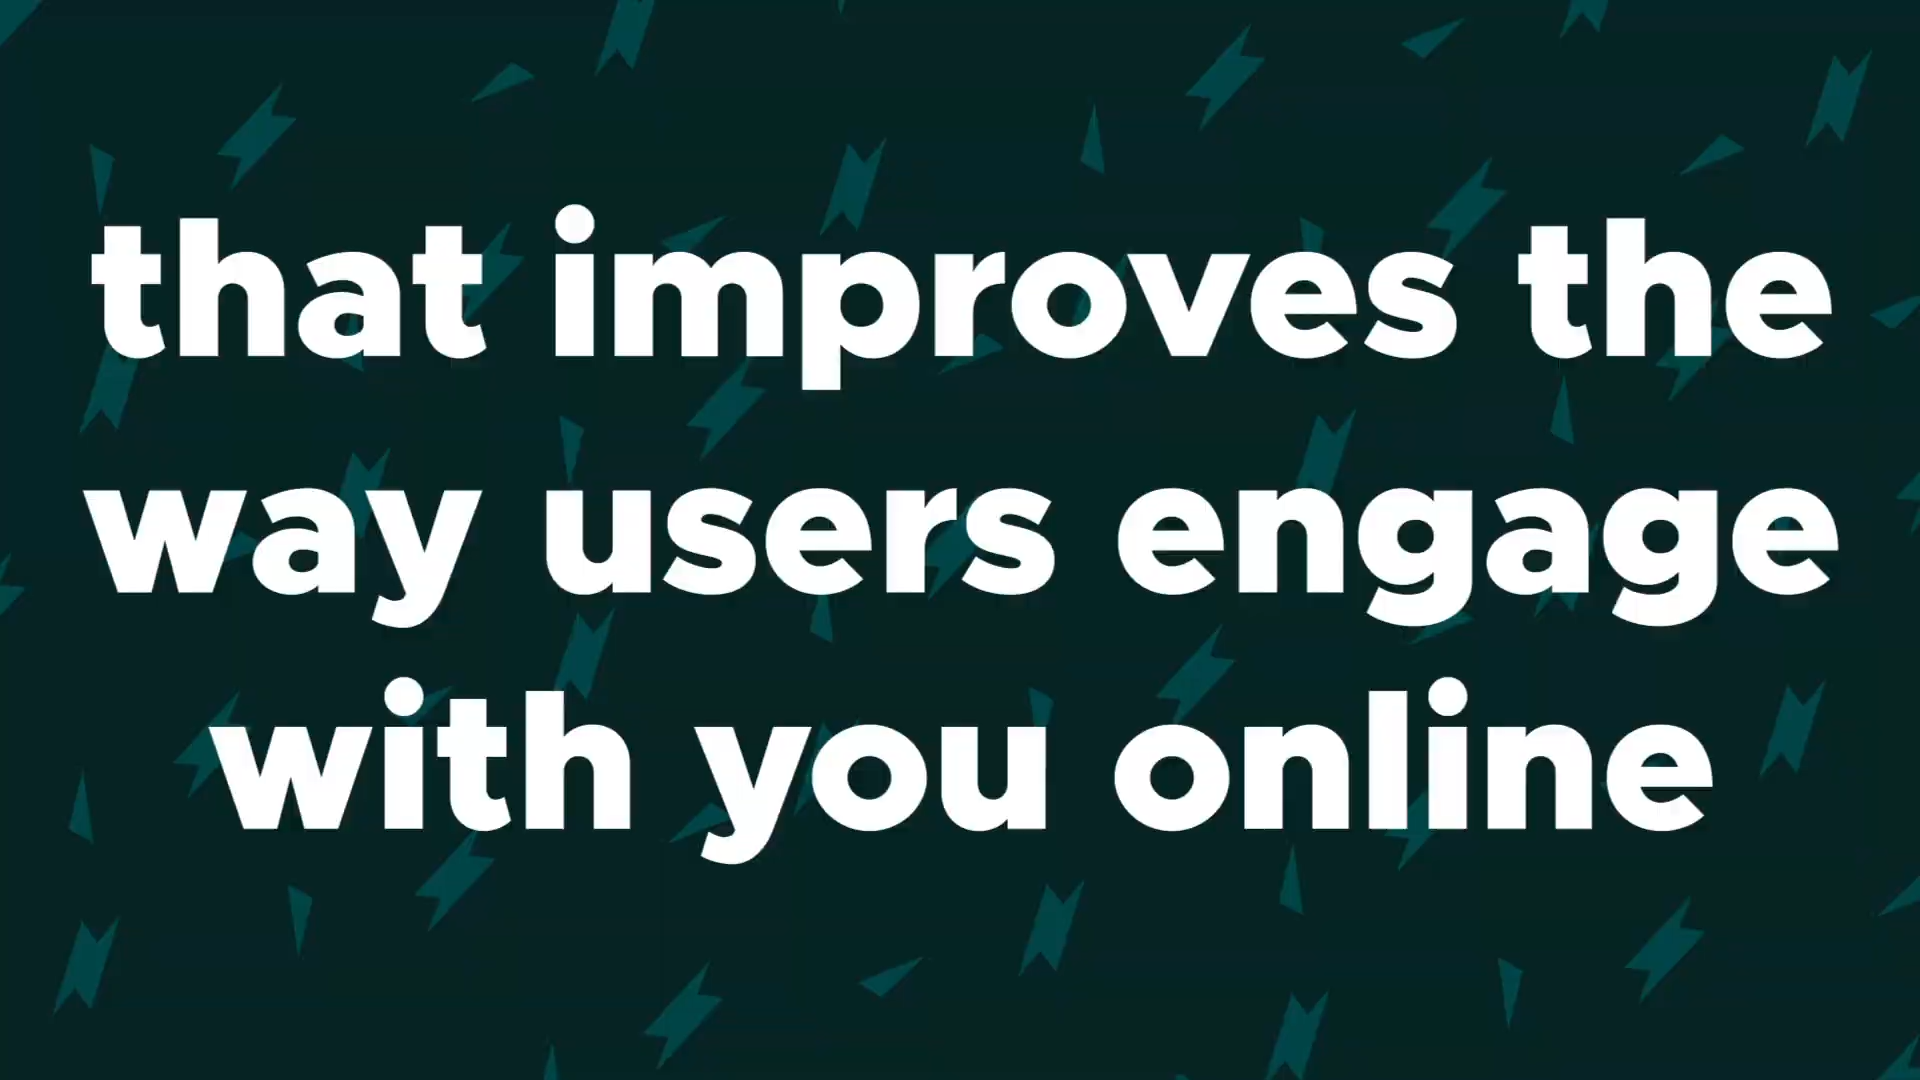 that improves the
way users engage
with you online